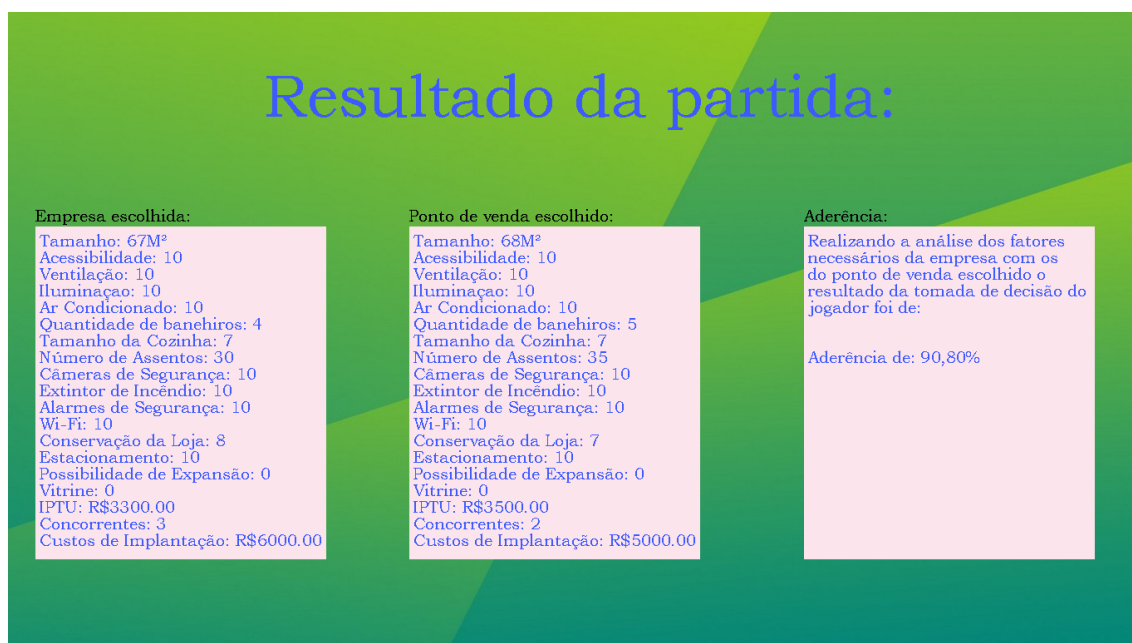 Resultado da partida:
Empresa escolhida:
Tamanho: 67M²
Acessibilidade: 10
Ventilação: 10
Iluminaçao: 10
Ar Condicionado: 10
Quantidade de banehiros: 4
Tamanho da Cozinha: 7
Número de Assentos: 30
Câmeras de Segurança: 10
Extintor de Incêndio: 10
Alarmes de Segurança: 10
Wi-Fi: 10
Conservação da Loja: 8
Estacionamento: 10
Possibilidade de Expansão: 0
Vitrine: 0
IPTU: R$3300.00
Concorrentes: 3
Custos de Implantação: R$6000.00
Ponto de venda escolhido:
Tamanho: 68M²
Acessibilidade: 10
Ventilação: 10
Iluminaçao: 10
Ar Condicionado: 10
Quantidade de banehiros: 5
Tamanho da Cozinha: 7
Número de Assentos: 35
Câmeras de Segurança: 10
Extintor de Incêndio: 10
Alarmes de Segurança: 10
Wi-Fi: 10
Conservação da Loja: 7
Estacionamento: 10
Possibilidade de Expansão: 0
Vitrine: 0
IPTU: R$3500.00
Concorrentes: 2
Custos de Implantação: R$5000.00
Aderência:
Realizando a análise dos fatores
necessários da empresa com os
do ponto de venda escolhido o
resultado da tomada de decisão do
jogador foi de:
Aderência de: 90,80%